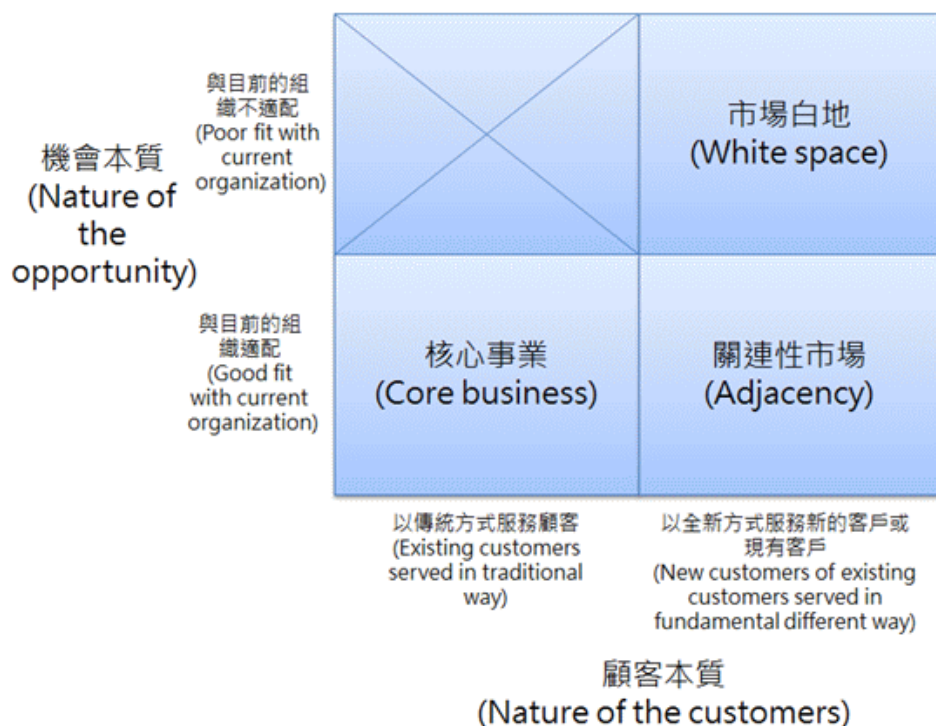 機會本質
(Nature of
the
opportunity)
與目前的組
織不適配
(Poor fit with
current
organization)
市場白地
(White space)
與目前的組
織適配
(Good fit
with current
organization)
核心事業
(Core business)
關連性市場
(Adjacency)
以傳統方式服務顧客
(Existing customers
served in traditional
way)
以全新方式服務新的客戶或
現有客戶
(New customers of existing
customers served in
fundamental different way)
顧客本質
(Nature of the customers)